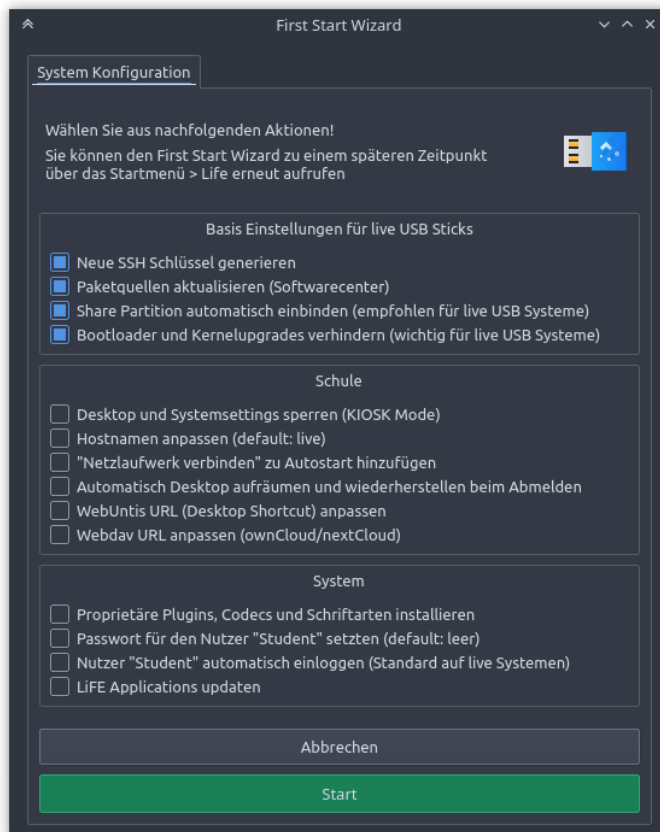 First Start Wizard
System Konfiguration
Wählen Sie aus nachfolgenden Aktionen!
Sie können den First Start Wizard zu einem späteren Zeitpunkt
über das Startmenü > Life erneut aufrufen
Basis Einstellungen für live USB Sticks
Neue SSH Schlüssel generieren
Paketquellen aktualisieren (Softwarecenter)
Share Partition automatisch einbinden (empfohlen für live USB Systeme)
Bootloader und Kernelupgrades verhindern (wichtig für live USB Systeme)
Schule
Desktop und Systemsettings sperren (KIOSK Mode)
Hostnamen anpassen (default: live)
"Netzlaufwerk verbinden" zu Autostart hinzufügen
Automatisch Desktop aufräumen und wiederherstellen beim Abmelden
WebUntis URL (Desktop Shortcut) anpassen
Webdav URL anpassen (ownCloud/nextCloud)
System
Proprietäre Plugins, Codecs und Schriftarten installieren
Passwort für den Nutzer "Student" setzten (default: leer)
Nutzer "Student" automatisch einloggen (Standard auf live Systemen)
LiFE Applications updaten
Abbrechen
Start